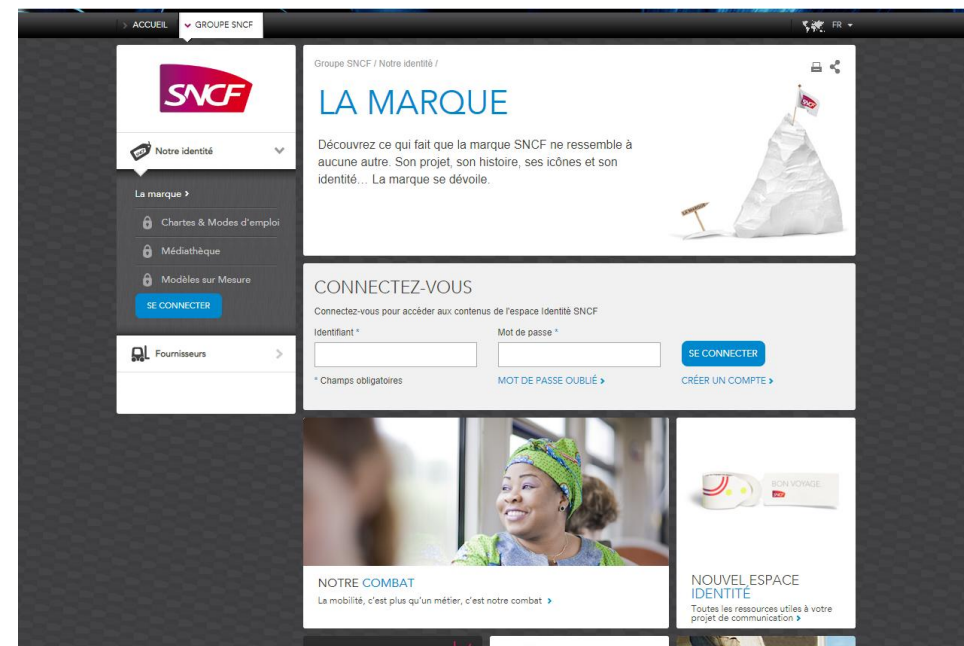 ACCUEIL
GROUPE SNCF
FR
SNCF
Notre identité
La marque
Chartes & Modes d'emploi
Médiathèque
Modèles sur Mesure
SE CONNECTER
Fournisseurs
Groupe SNCF / Notre identité /
LA MARQUE
Découvrez ce qui fait que la marque SNCF ne ressemble à
aucune autre. Son projet, son histoire, ses icônes et son
identité… La marque se dévoile.
CONNECTEZ-VOUS
Connectez-vous pour accéder aux contenus de l'espace Identité SNCF
Identifiant * Mot de passe *
SE CONNECTER
* Champs obligatoires MOT DE PASSE OUBLIÉ CRÉER UN COMPTE
NOTRE COMBAT
La mobilité, c'est plus qu'un métier, c'est notre combat
BON VOYAGE
NOUVEL ESPACE
IDENTITÉ
Toutes les ressources utiles à votre
projet de communication